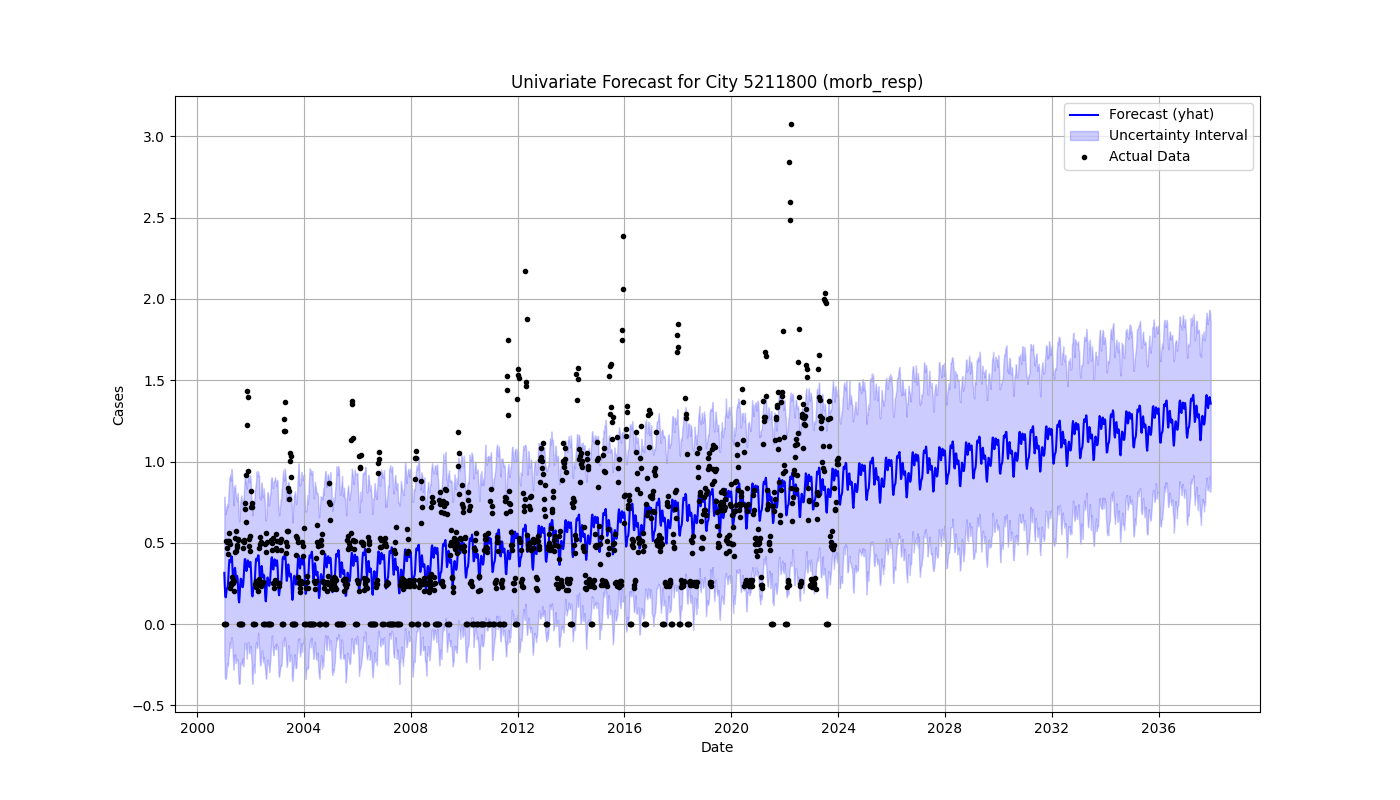 Univariate Forecast for City 5211800 (morb_resp)
Forecast (yhat)
Uncertainty Interval
Actual Data
Cases
3.0
2.5
2.0
1.5
1.0
0.5
0.0
−0.5
2000 2004 2008 2012 2016 2020 2024 2028 2032 2036
Date